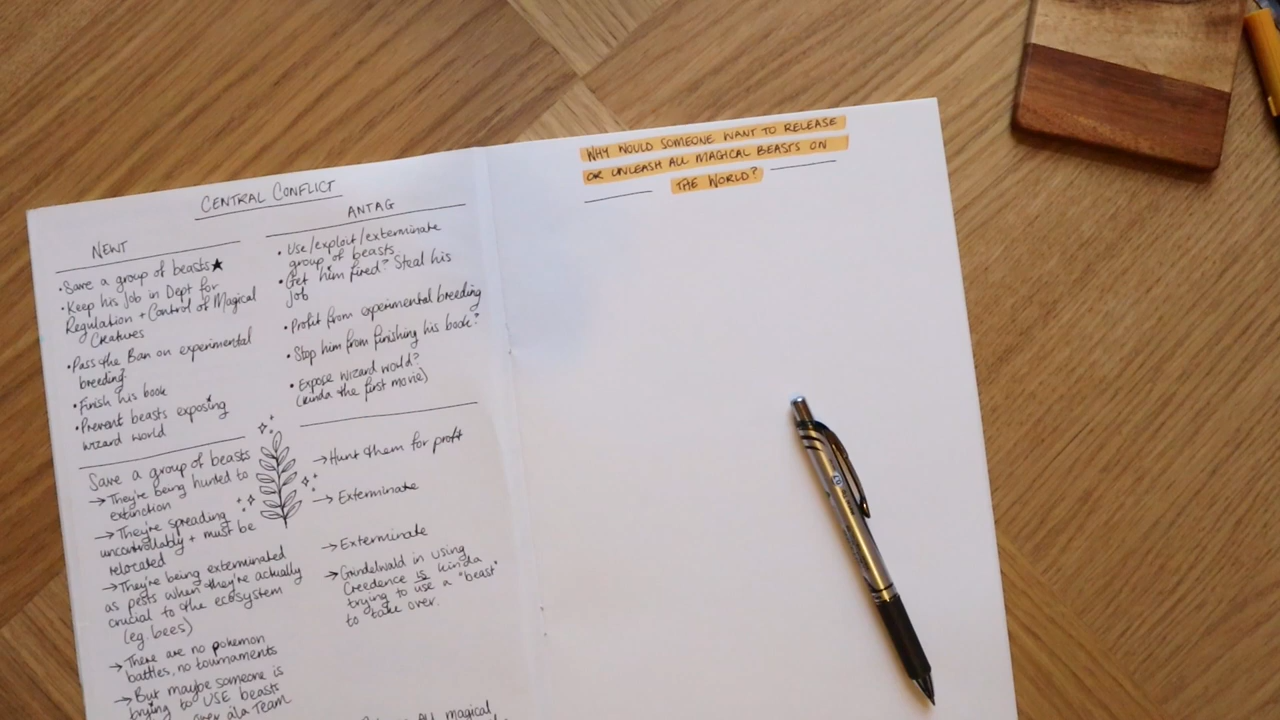 CENTRAL CONFLICT
NEWT
• Save a group of beasts★
• Keep his job in Dept for
Regulation + Control of Magical
Creatures
• Pass the Ban on experimental
breeding?
• Finish his book
• Prevent beasts exposing
wizard world
ANTAG
• Use/exploit/exterminate
group of beasts
• Get him fired? Steal his
job
• Profit from experimental breeding
• Stop him from finishing his book?
• Expose wizard world?
(kinda the first movie)
Save a group of beasts
→ They're being hunted to
extinction
→ They're spreading
uncontrollably + must be
relocated
→ They're being exterminated
as pests when they're actually
crucial to the ecosystem
(eg. bees)
→ There are no pokemon
battles, no tournaments
→ But maybe someone is
trying to USE beasts
over ala Team
→ Hunt them for profit
→ Exterminate
→ Exterminate
→ Grindelwald in using
Creedence is kinda
trying to use a "beast"
to take over.
ALL magical
WHY WOULD SOMEONE WANT TO RELEASE
OR UNLEASH ALL MAGICAL BEASTS ON
THE WORLD?